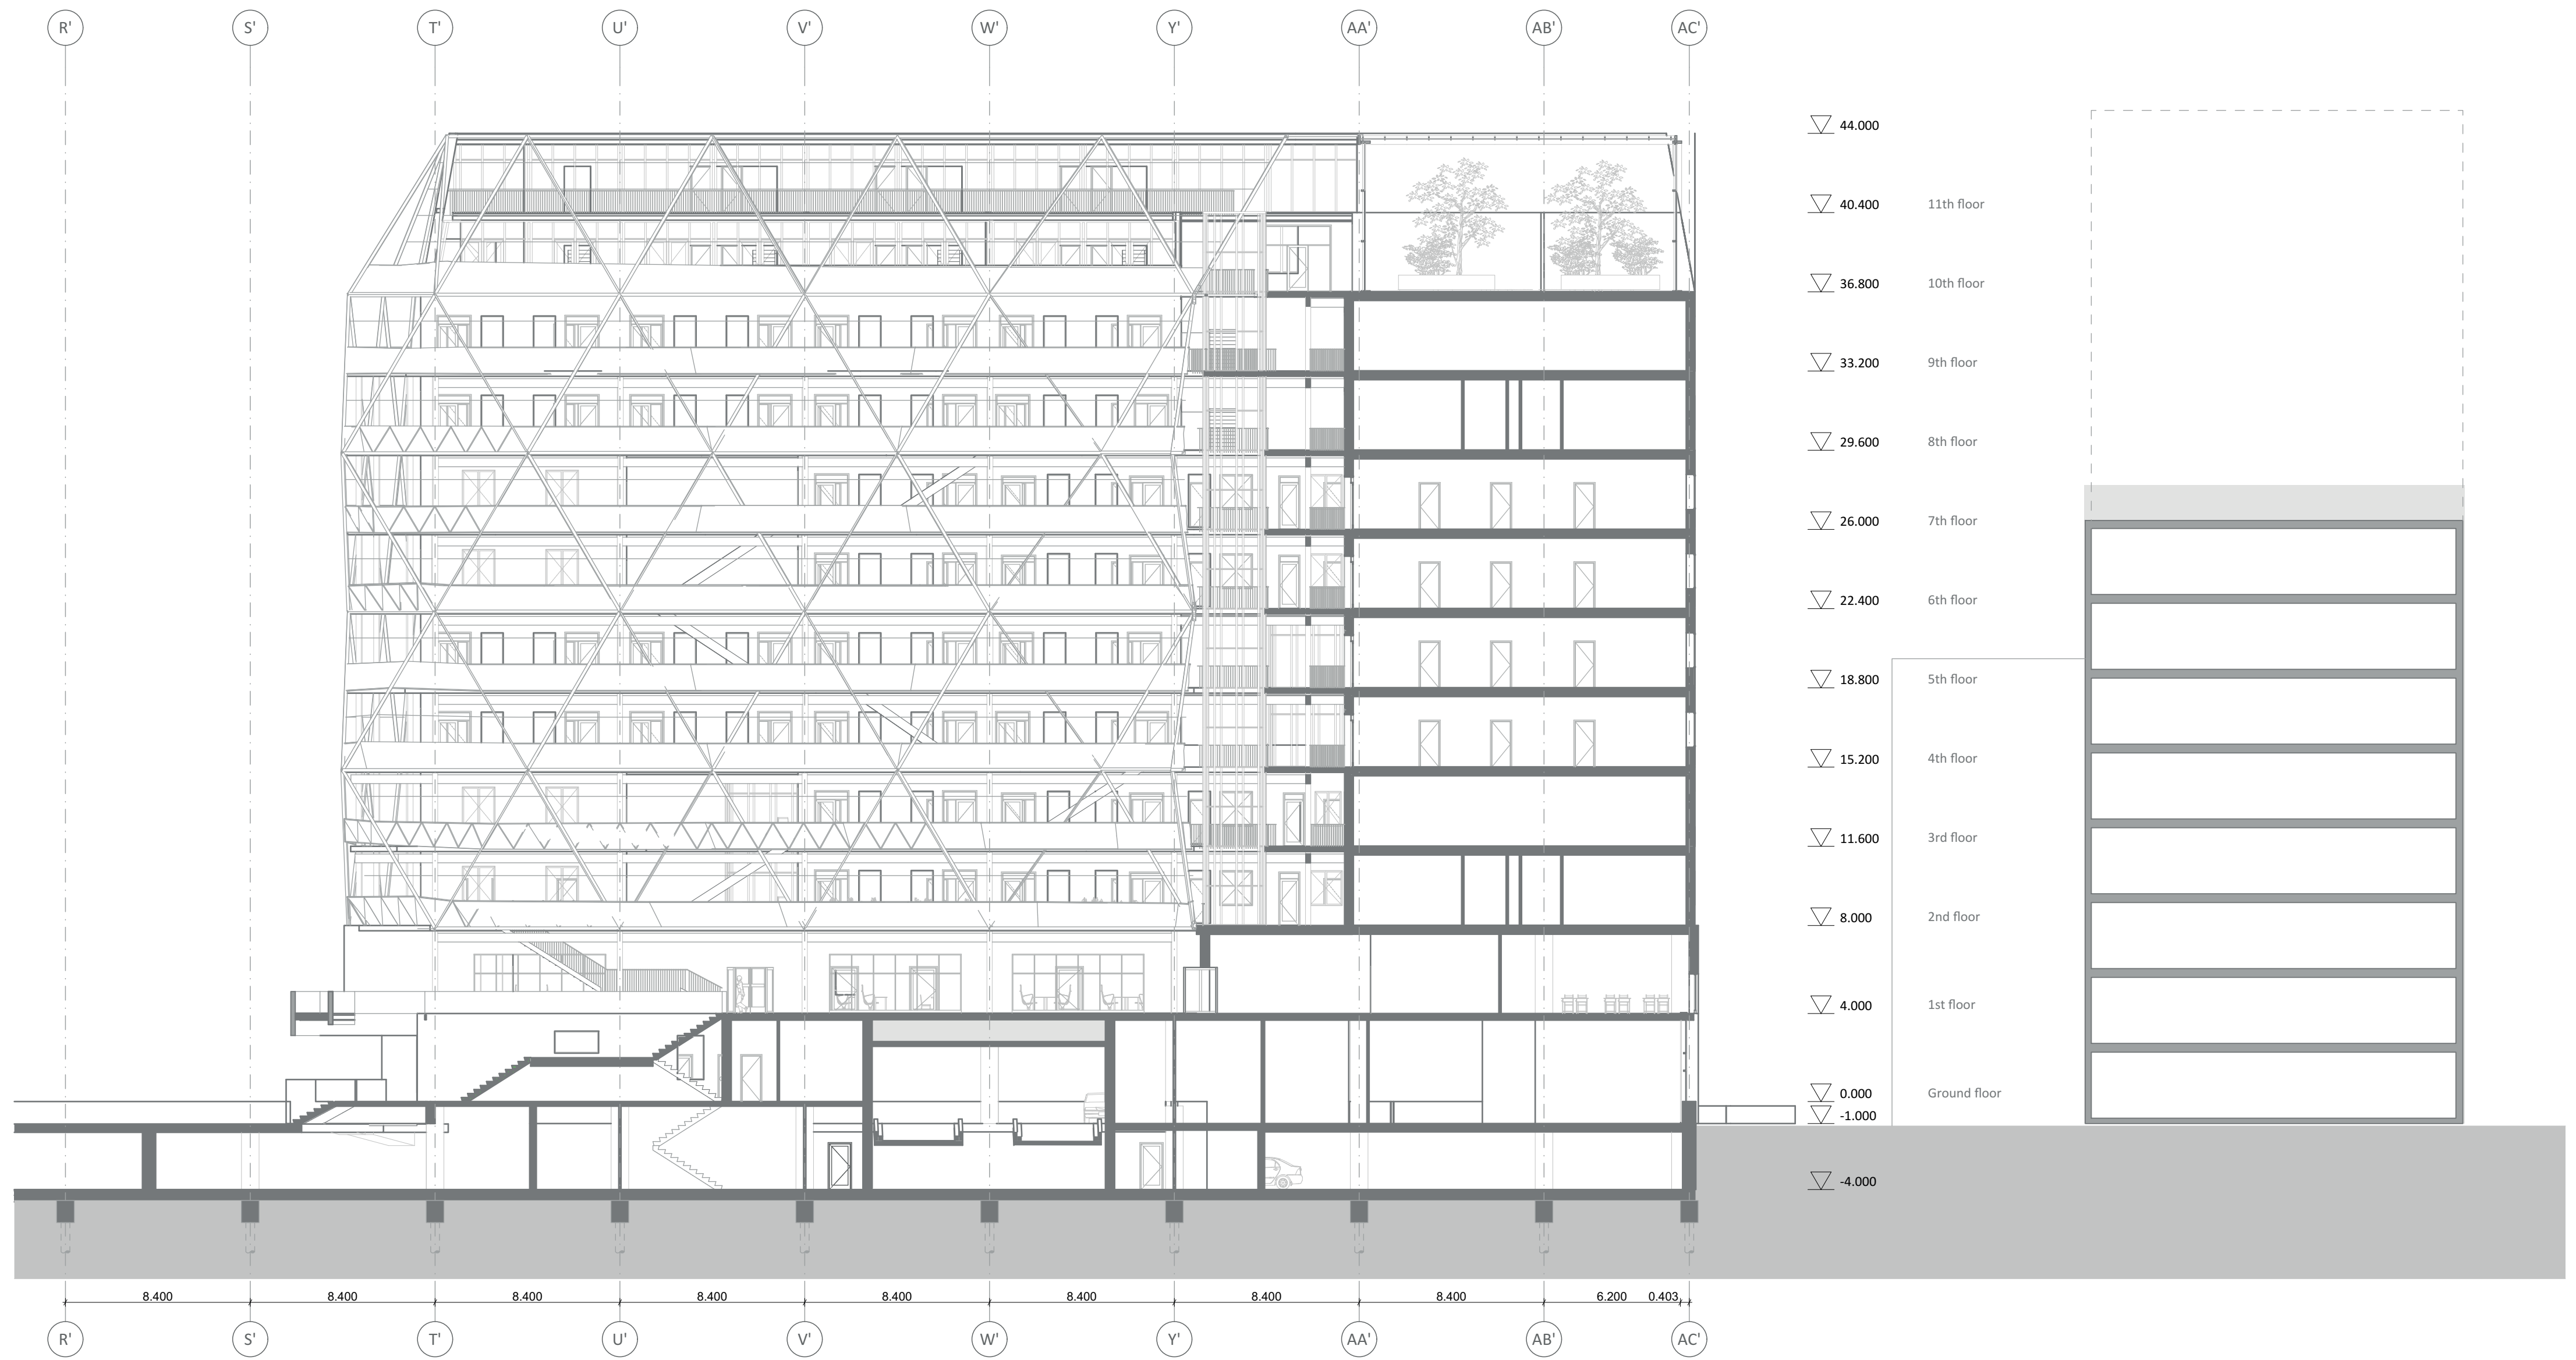 R' S' T' U' V' W' Y' AA' AB' AC'
44.000
40.400 11th floor
36.800 10th floor
33.200 9th floor
29.600 8th floor
26.000 7th floor
22.400 6th floor
18.800 5th floor
15.200 4th floor
11.600 3rd floor
8.000 2nd floor
4.000 1st floor
0.000 Ground floor
-1.000
-4.000
8.400 8.400 8.400 8.400 8.400 8.400 8.400 8.400 6.200 0.403
R' S' T' U' V' W' Y' AA' AB' AC'